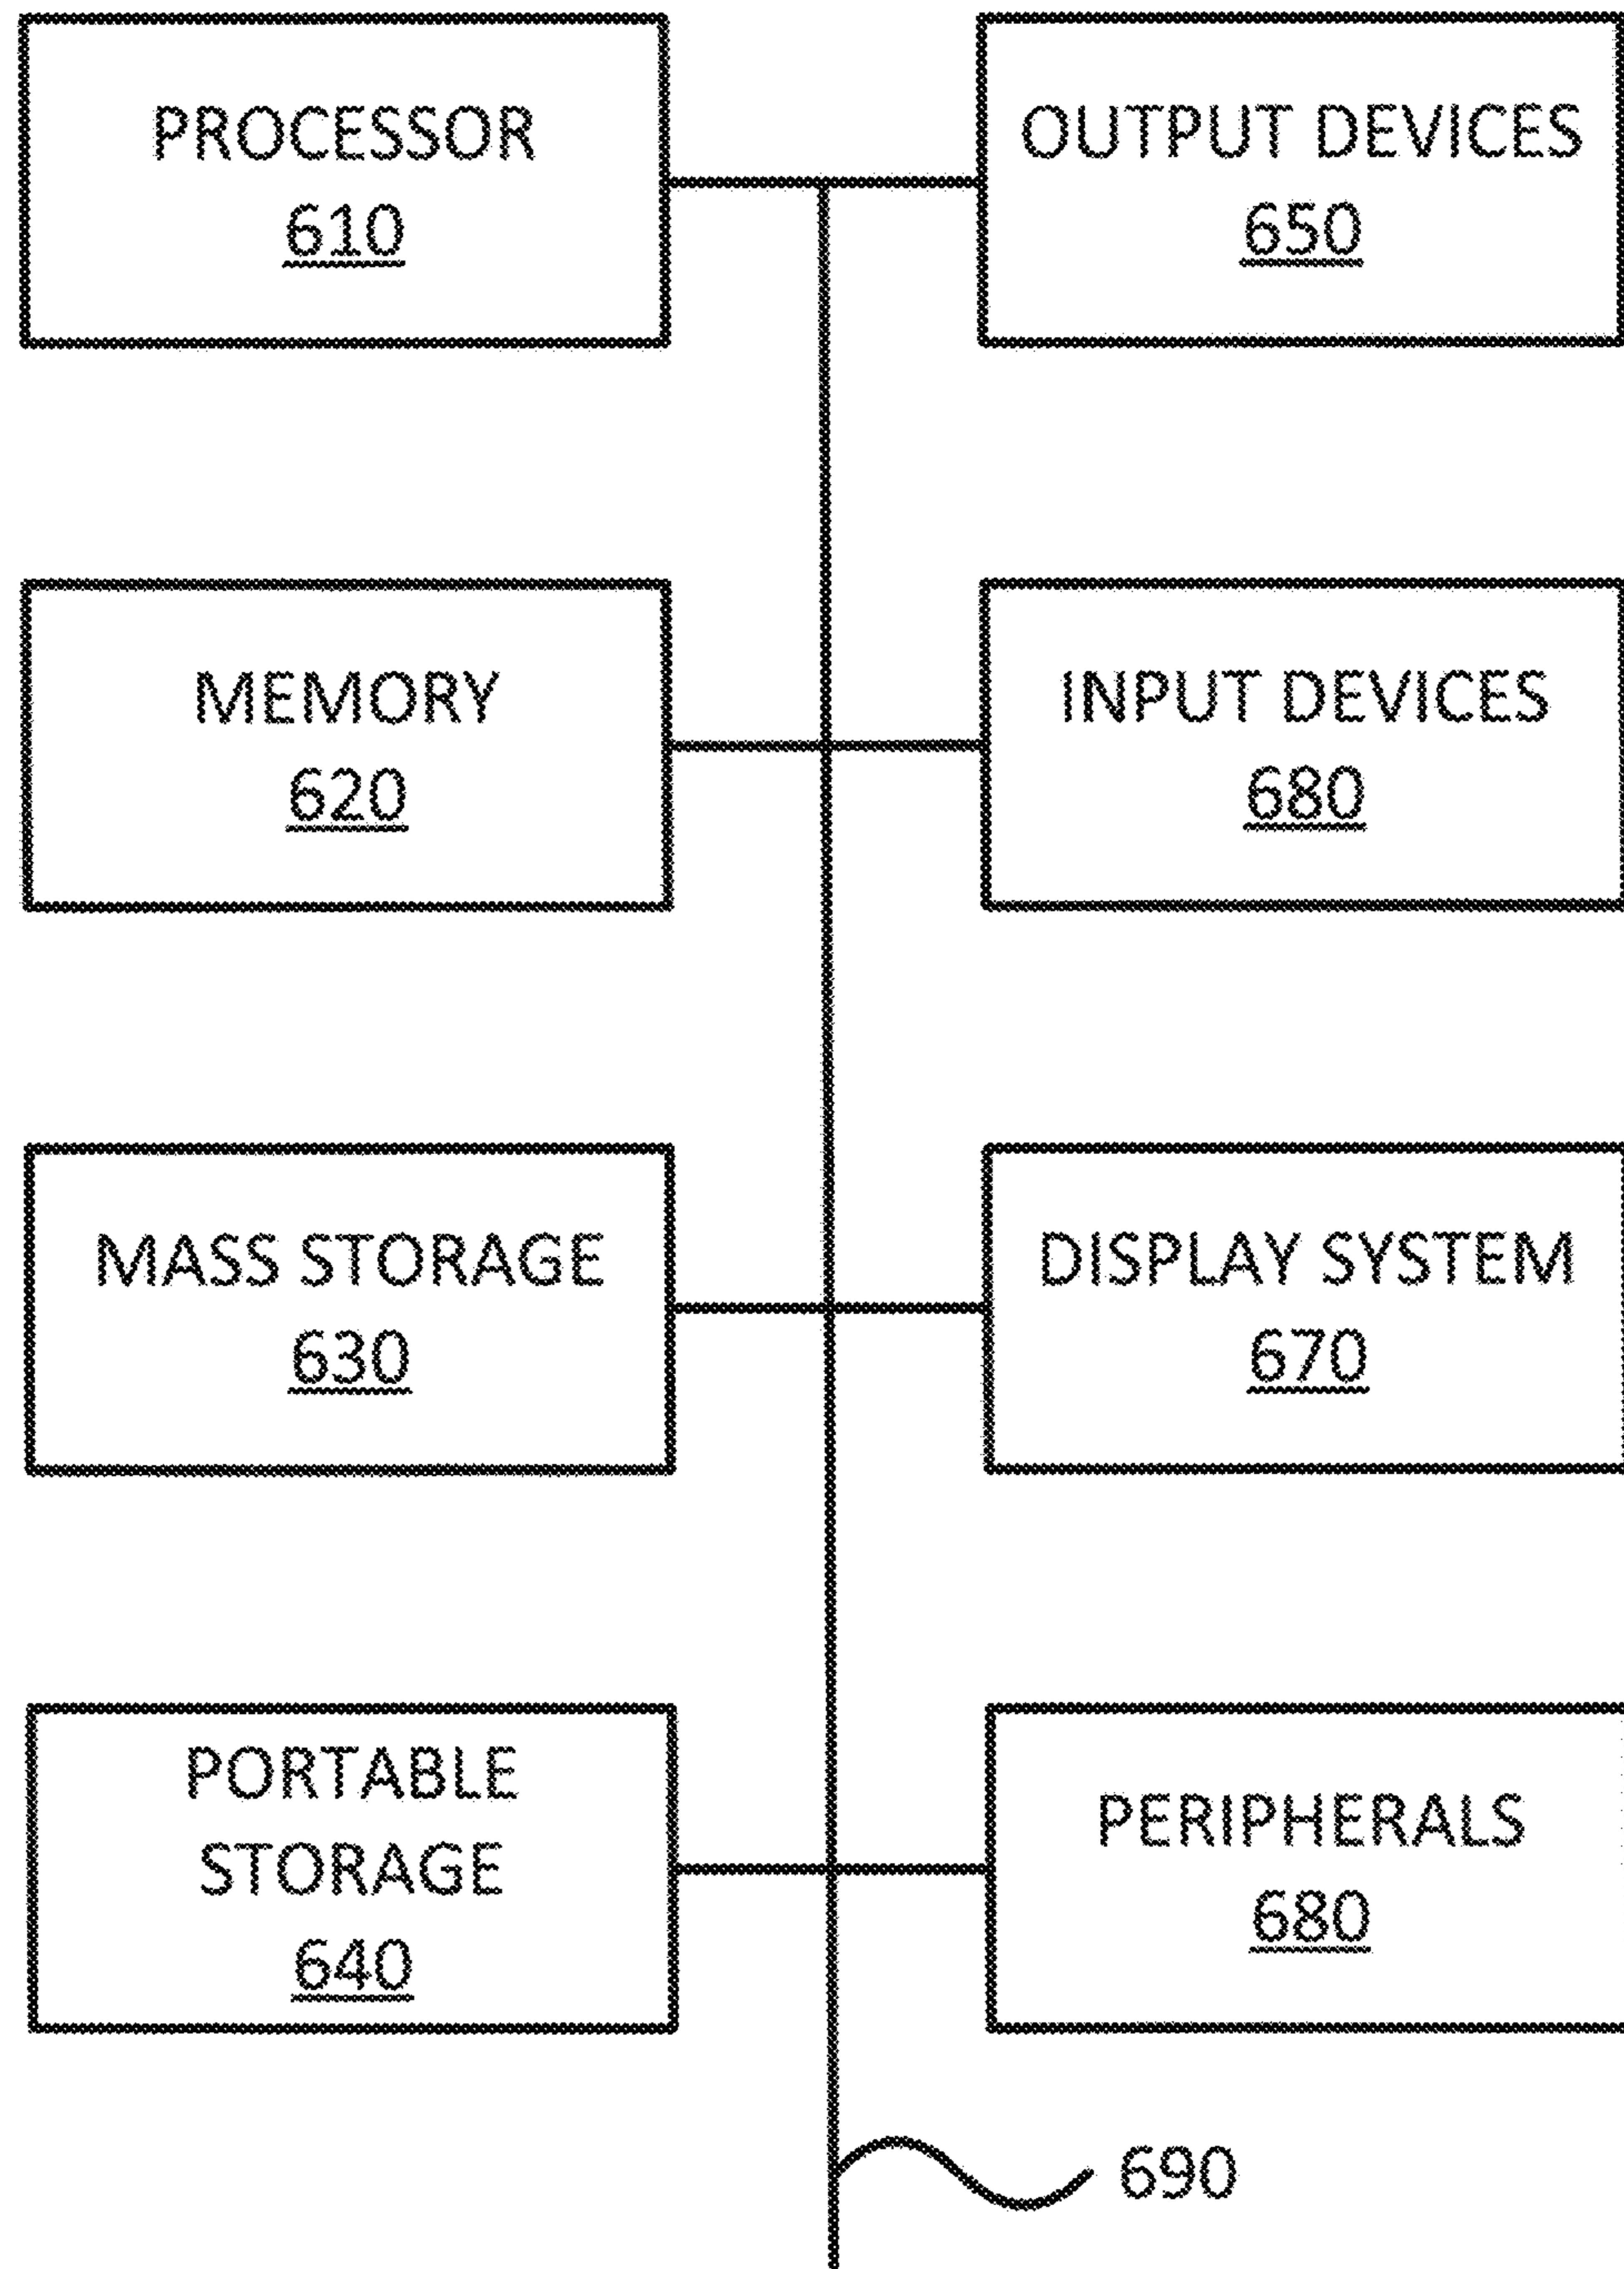 PROCESSOR
610
OUTPUT DEVICES
650
MEMORY
620
INPUT DEVICES
680
MASS STORAGE
630
DISPLAY SYSTEM
670
PORTABLE
STORAGE
640
PERIPHERALS
680
690